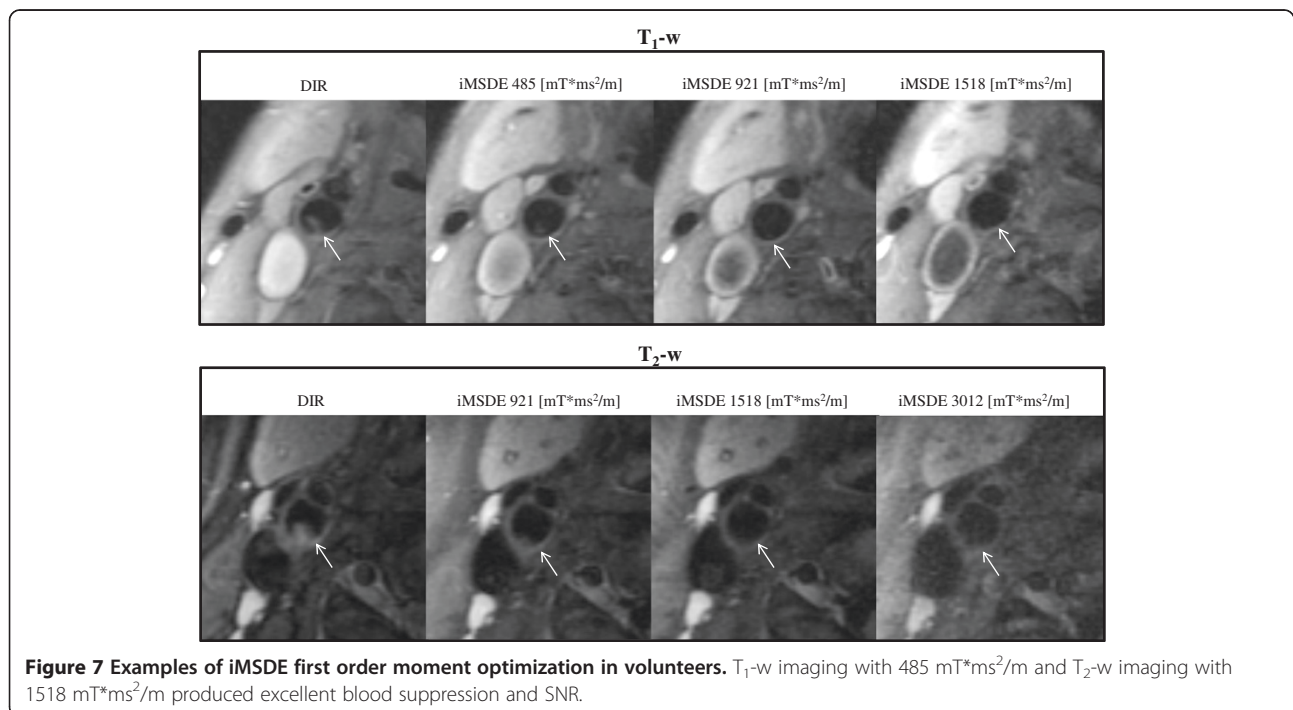 T₁-w
DIR iMSDE 485 [mT*ms²/m] iMSDE 921 [mT*ms²/m] iMSDE 1518 [mT*ms²/m]
T₂-w
DIR iMSDE 921 [mT*ms²/m] iMSDE 1518 [mT*ms²/m] iMSDE 3012 [mT*ms²/m]
Figure 7 Examples of iMSDE first order moment optimization in volunteers. T₁-w imaging with 485 mT*ms²/m and T₂-w imaging with
1518 mT*ms²/m produced excellent blood suppression and SNR.